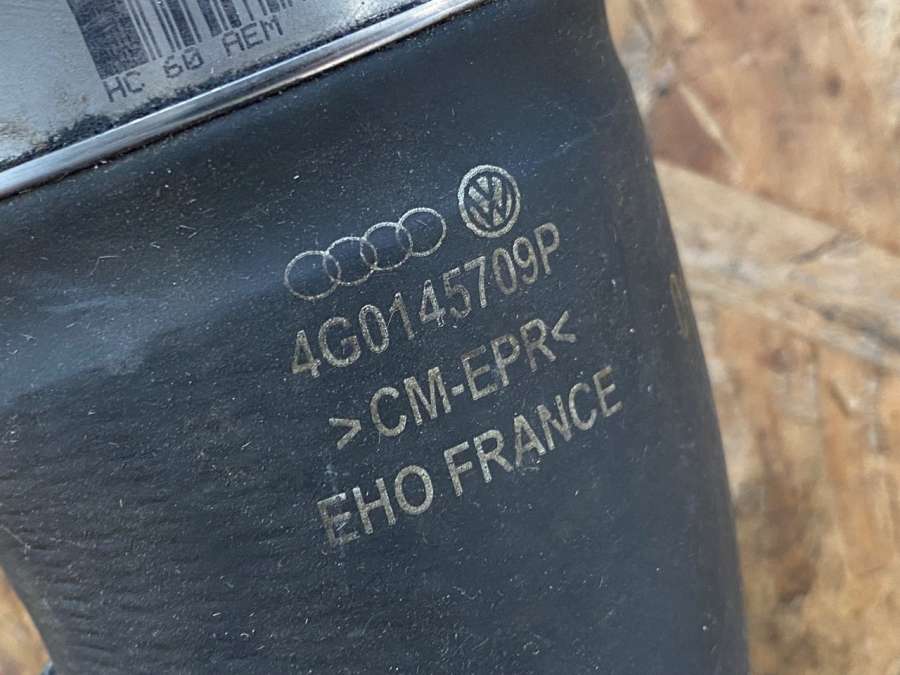 HC 60 AEM
4G0145709P
>CM-EPR<
EHO FRANCE